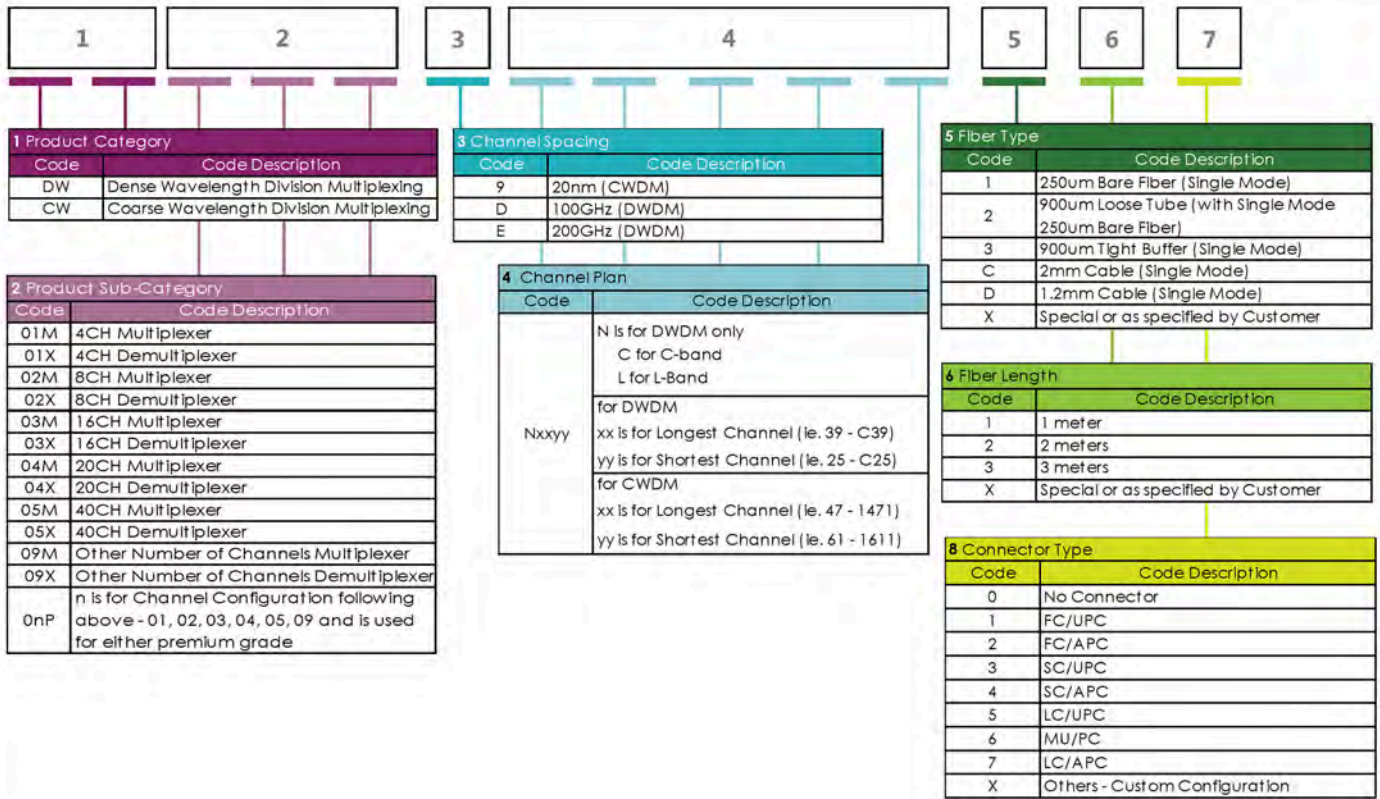 1 2 3 4 5 6 7
1 Product Category
Code Code Description
DW Dense Wavelength Division Multiplexing
CW Coarse Wavelength Division Multiplexing
2 Product Sub-Category
Code Code Description
01M 4CH Multiplexer
01X 4CH Demultiplexer
02M 8CH Multiplexer
02X 8CH Demultiplexer
03M 16CH Multiplexer
03X 16CH Demultiplexer
04M 20CH Multiplexer
04X 20CH Demultiplexer
05M 40CH Multiplexer
05X 40CH Demultiplexer
09M Other Number of Channels Multiplexer
09X Other Number of Channels Demultiplexer
0nP n is for Channel Configuration following
above - 01, 02, 03, 04, 05, 09 and is used
for either premium grade
3 Channel Spacing
Code Code Description
9 20nm (CWDM)
D 100GHz (DWDM)
E 200GHz (DWDM)
4 Channel Plan
Code Code Description
Nxxyy
N is for DWDM only
C for C-band
L for L-Band
for DWDM
xx is for Longest Channel (ie. 39 - C39)
yy is for Shortest Channel (ie. 25 - C25)
for CWDM
xx is for Longest Channel (ie. 47 - 1471)
yy is for Shortest Channel (ie. 61 - 1611)
5 Fiber Type
Code Code Description
1 250um Bare Fiber (Single Mode)
2 900um Loose Tube (with Single Mode
250um Bare Fiber)
3 900um Tight Buffer (Single Mode)
C 2mm Cable (Single Mode)
D 1.2mm Cable (Single Mode)
X Special or as specified by Customer
6 Fiber Length
Code Code Description
1 1 meter
2 2 meters
3 3 meters
X Special or as specified by Customer
8 Connector Type
Code Code Description
0 No Connector
1 FC/UPC
2 FC/APC
3 SC/UPC
4 SC/APC
5 LC/UPC
6 MU/PC
7 LC/APC
X Others - Custom Configuration